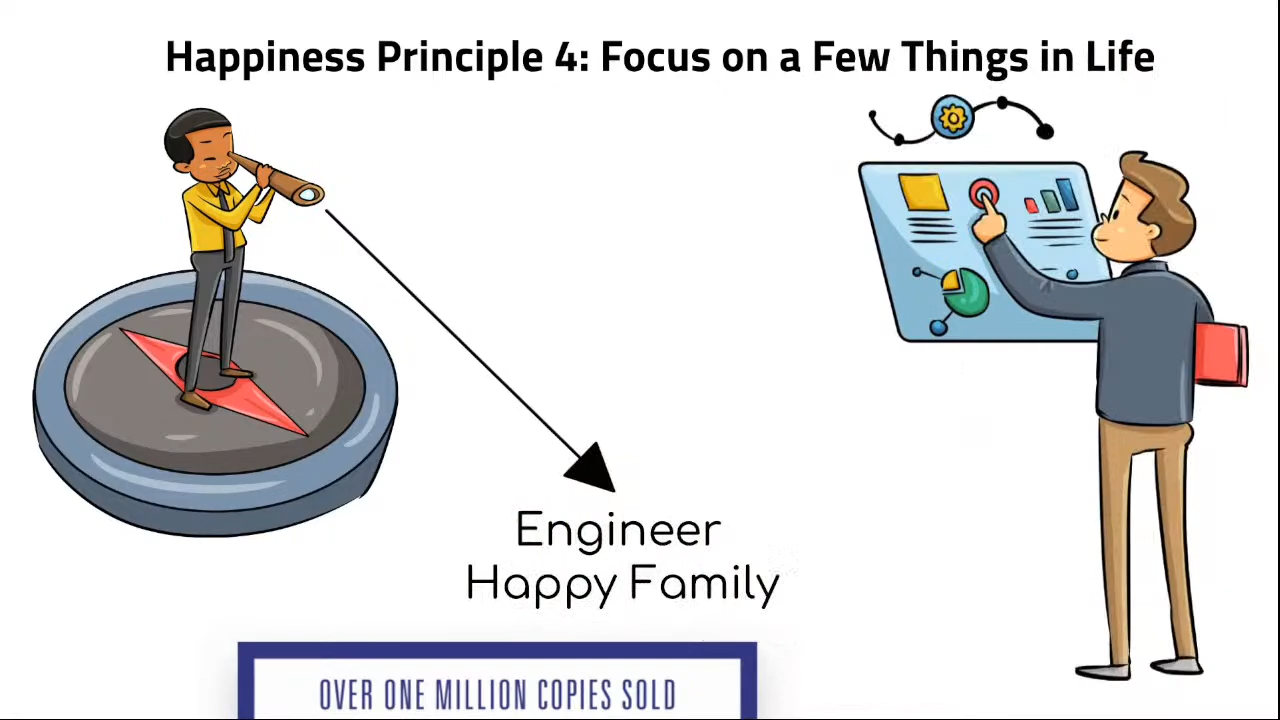 Happiness Principle 4: Focus on a Few Things in Life
Engineer
Happy Family
OVER ONE MILLION COPIES SOLD